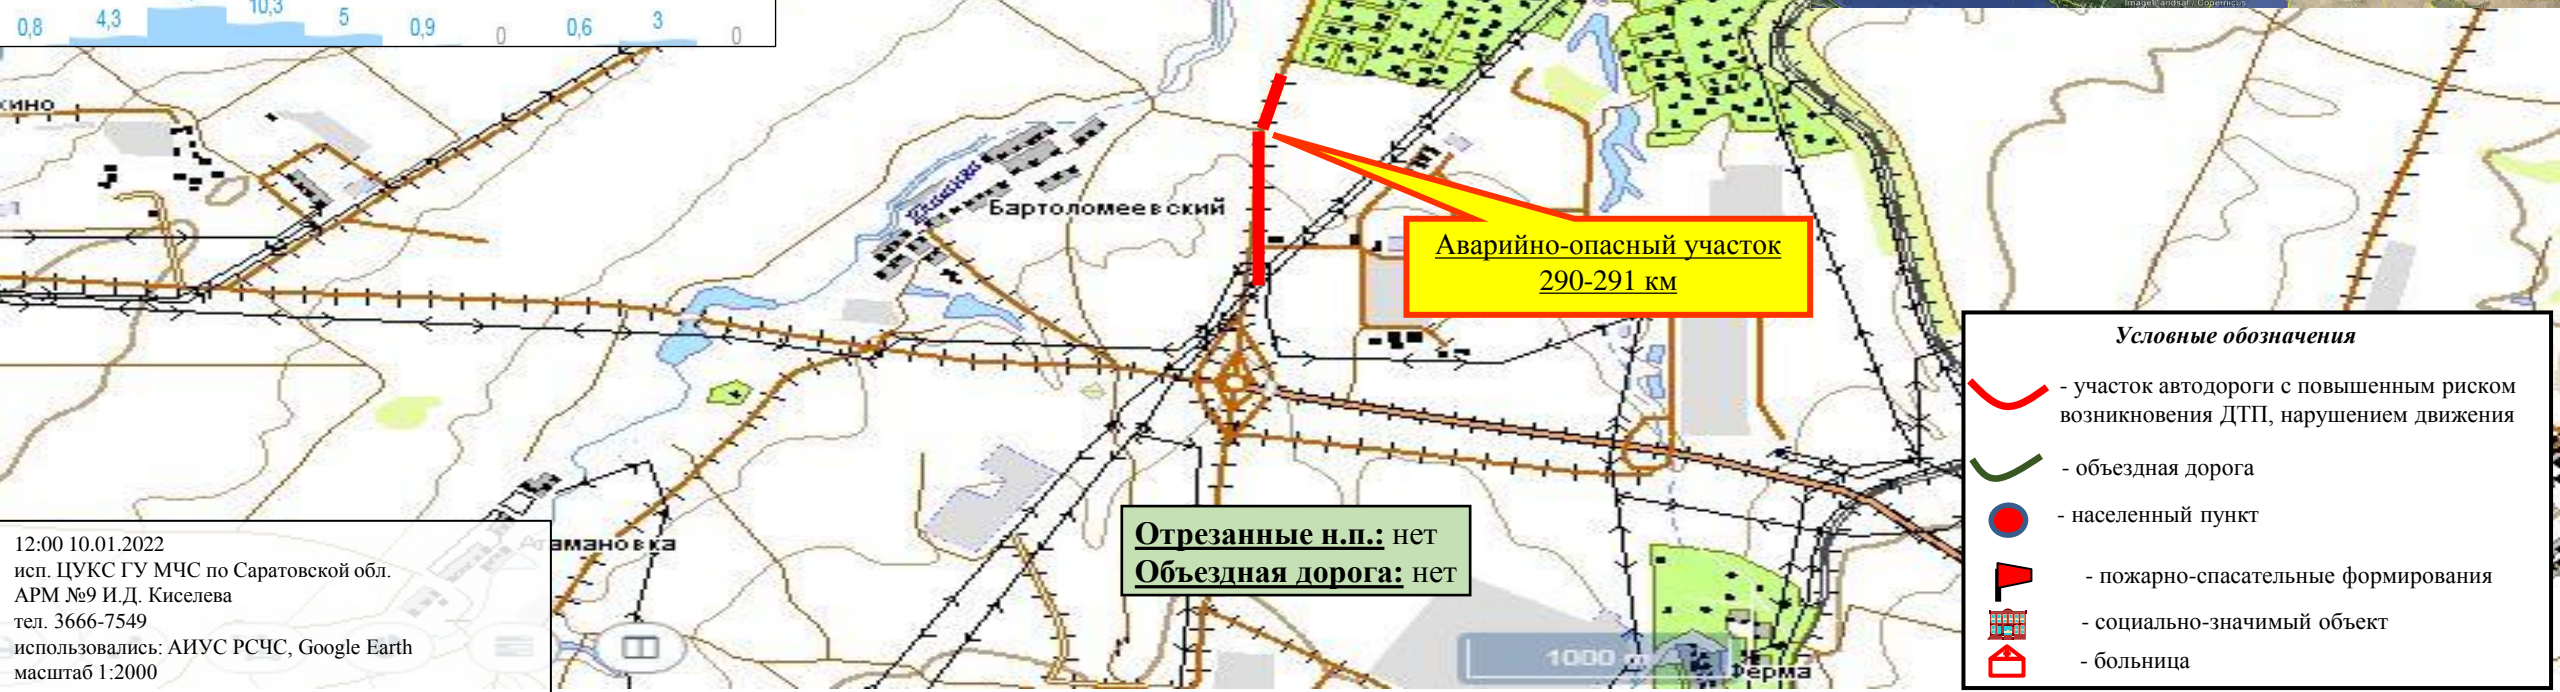 10,3
0,8 4,3 5 0,9 0 0,6 3 0
кино
Бартоломеевский
Аварийно-опасный участок
290-291 км
Условные обозначения
- участок автодороги с повышенным риском
возникновения ДТП, нарушением движения
- объездная дорога
- населенный пункт
- пожарно-спасательные формирования
- социально-значимый объект
- больница
Отрезанные н.п.: нет
Объездная дорога: нет
Атамановка
12:00 10.01.2022
исп. ЦУКС ГУ МЧС по Саратовской обл.
АРМ №9 И.Д. Киселева
тел. 3666-7549
использовались: АИУС РСЧС, Google Earth
масштаб 1:2000
1000 m
Ферма